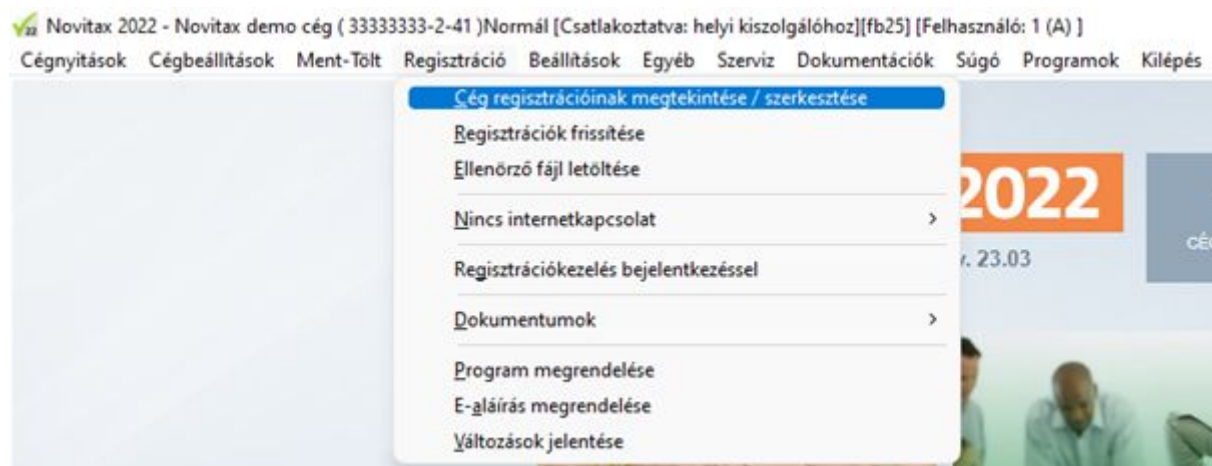 Novitax 2022 - Novitax demo cég ( 33333333-2-41 )Normál [Csatlakoztatva: helyi kiszolgálóhoz][fb25] [Felhasználó: 1 (A) ]
Cégnyitások Cégbeállítások Ment-Tölt Regisztráció Beállítások Egyéb Szerviz Dokumentációk Súgó Programok Kilépés
Cég regisztrációinak megtekintése / szerkesztése
Regisztrációk frissítése
Ellenörző fájl letöltése
Nincs internetkapcsolat
Regisztrációkezelés bejelentkezéssel
Dokumentumok
Program megrendelése
E-aláírás megrendelése
Változások jelentése
2022
v. 23.03